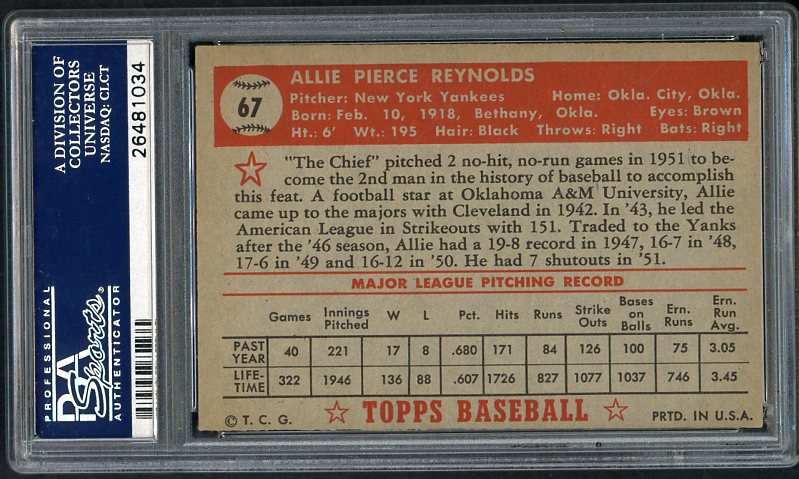 A DIVISION OF
COLLECTORS
UNIVERSE
NASDAQ: CLCT
26481034
PROFESSIONAL
PSA
Sports
AUTHENTICATOR
67
ALLIE PIERCE REYNOLDS
Pitcher: New York Yankees Home: Okla. City, Okla.
Born: Feb. 10, 1918, Bethany, Okla. Eyes: Brown
Ht.: 6' Wt.: 195 Hair: Black Throws: Right Bats: Right
"The Chief" pitched 2 no-hit, no-run games in 1951 to be-
come the 2nd man in the history of baseball to accomplish
this feat. A football star at Oklahoma A&M University, Allie
came up to the majors with Cleveland in 1942. In '43, he led the
American League in Strikeouts with 151. Traded to the Yanks
after the '46 season, Allie had a 19-8 record in 1947, 16-7 in '48,
17-6 in '49 and 16-12 in '50. He had 7 shutouts in '51.
MAJOR LEAGUE PITCHING RECORD
Games Innings Pitched W L Pct. Hits Runs Strike Outs Bases on Balls Ern. Runs Ern. Run Avg.
PAST YEAR 40 221 17 8 .680 171 84 126 100 75 3.05
LIFE-TIME 322 1946 136 88 .607 1726 827 1077 1037 746 3.45
© T. C. G. TOPPS BASEBALL PRTD. IN U.S.A.